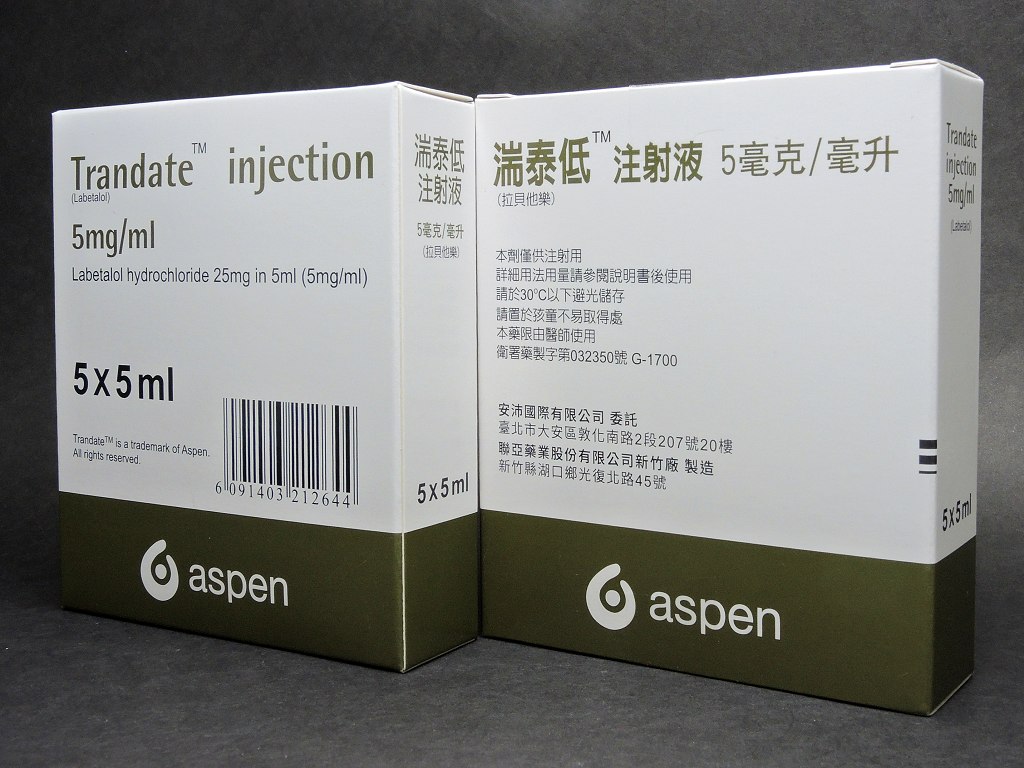 Trandate™ injection
(Labetalol)
5mg/ml
Labetalol hydrochloride 25mg in 5ml (5mg/ml)
5x5ml
Trandate™ is a trademark of Aspen.
All rights reserved.
6 091403 212644
aspen
湍泰低
注射液
5毫克/毫升
(拉貝他樂)
5x5ml
湍泰低™ 注射液 5毫克/毫升
(拉貝他樂)
本劑僅供注射用
詳細用法用量請參閱說明書後使用
請於30°C以下避光儲存
請置於孩童不易取得處
本藥限由醫師使用
衛署藥製字第032350號 G-1700
安沛國際有限公司 委託
臺北市大安區敦化南路2段207號20樓
聯亞藥業股份有限公司新竹廠 製造
新竹縣湖口鄉光復北路45號
aspen
Trandate
injection
5mg/ml
(Labetalol)
5x5ml